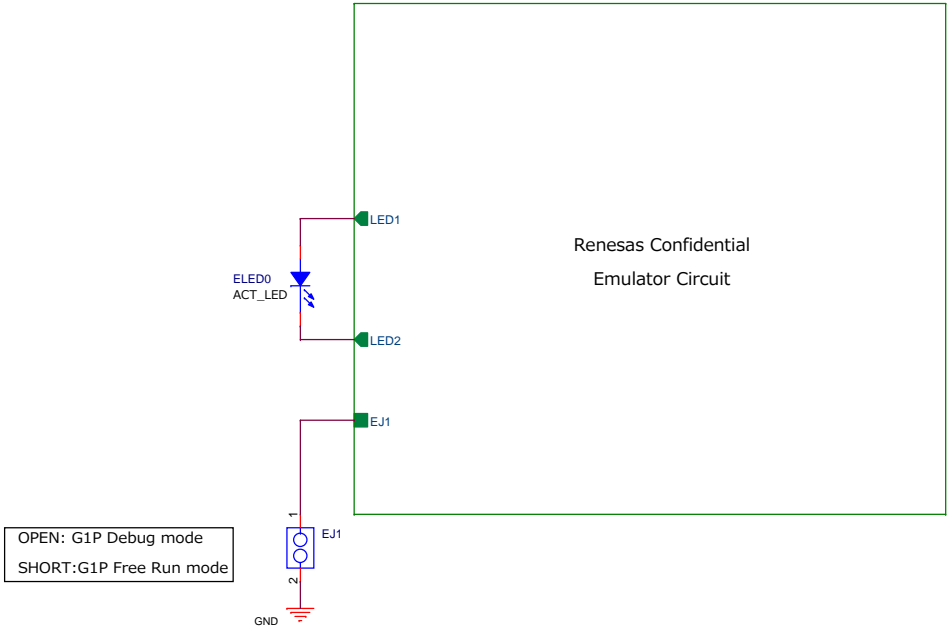 LED1
Renesas Confidential
Emulator Circuit
ELED0
ACT_LED
LED2
EJ1
1
EJ1
OPEN: G1P Debug mode
SHORT:G1P Free Run mode
2
GND